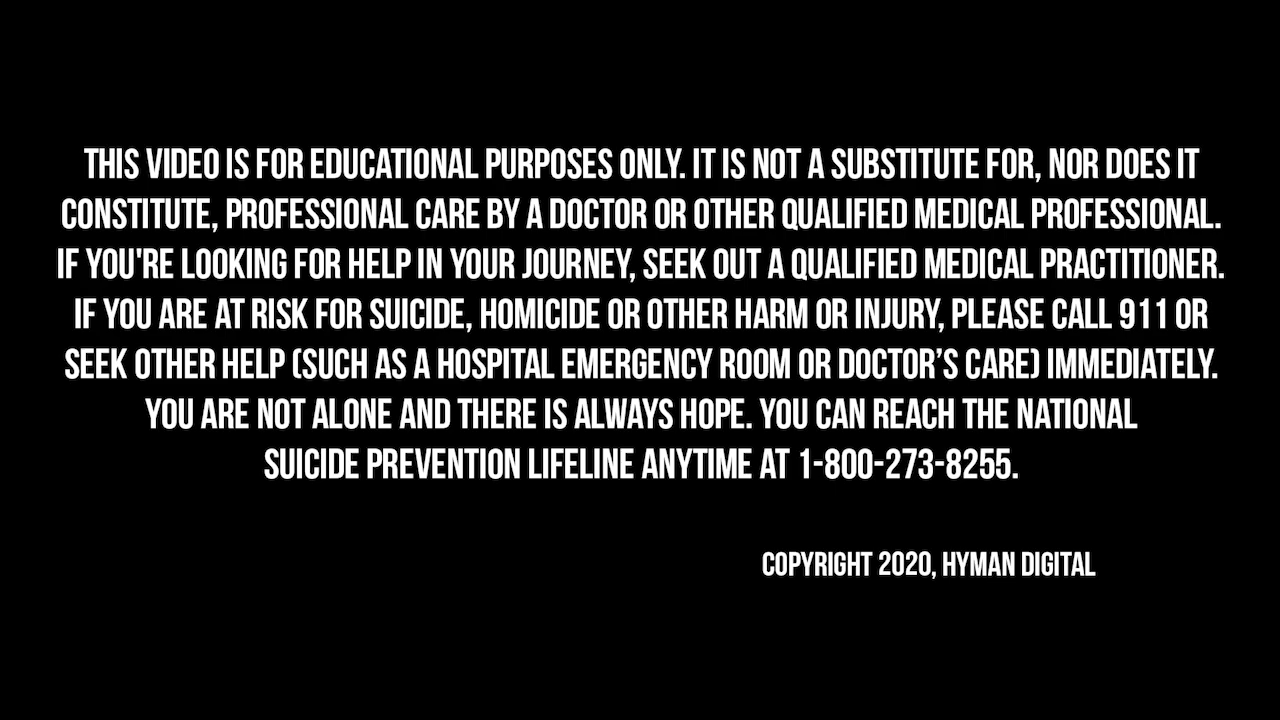 THIS VIDEO IS FOR EDUCATIONAL PURPOSES ONLY. IT IS NOT A SUBSTITUTE FOR, NOR DOES IT
CONSTITUTE, PROFESSIONAL CARE BY A DOCTOR OR OTHER QUALIFIED MEDICAL PROFESSIONAL.
IF YOU'RE LOOKING FOR HELP IN YOUR JOURNEY, SEEK OUT A QUALIFIED MEDICAL PRACTITIONER.
IF YOU ARE AT RISK FOR SUICIDE, HOMICIDE OR OTHER HARM OR INJURY, PLEASE CALL 911 OR
SEEK OTHER HELP (SUCH AS A HOSPITAL EMERGENCY ROOM OR DOCTOR’S CARE) IMMEDIATELY.
YOU ARE NOT ALONE AND THERE IS ALWAYS HOPE. YOU CAN REACH THE NATIONAL
SUICIDE PREVENTION LIFELINE ANYTIME AT 1-800-273-8255.
COPYRIGHT 2020, HYMAN DIGITAL